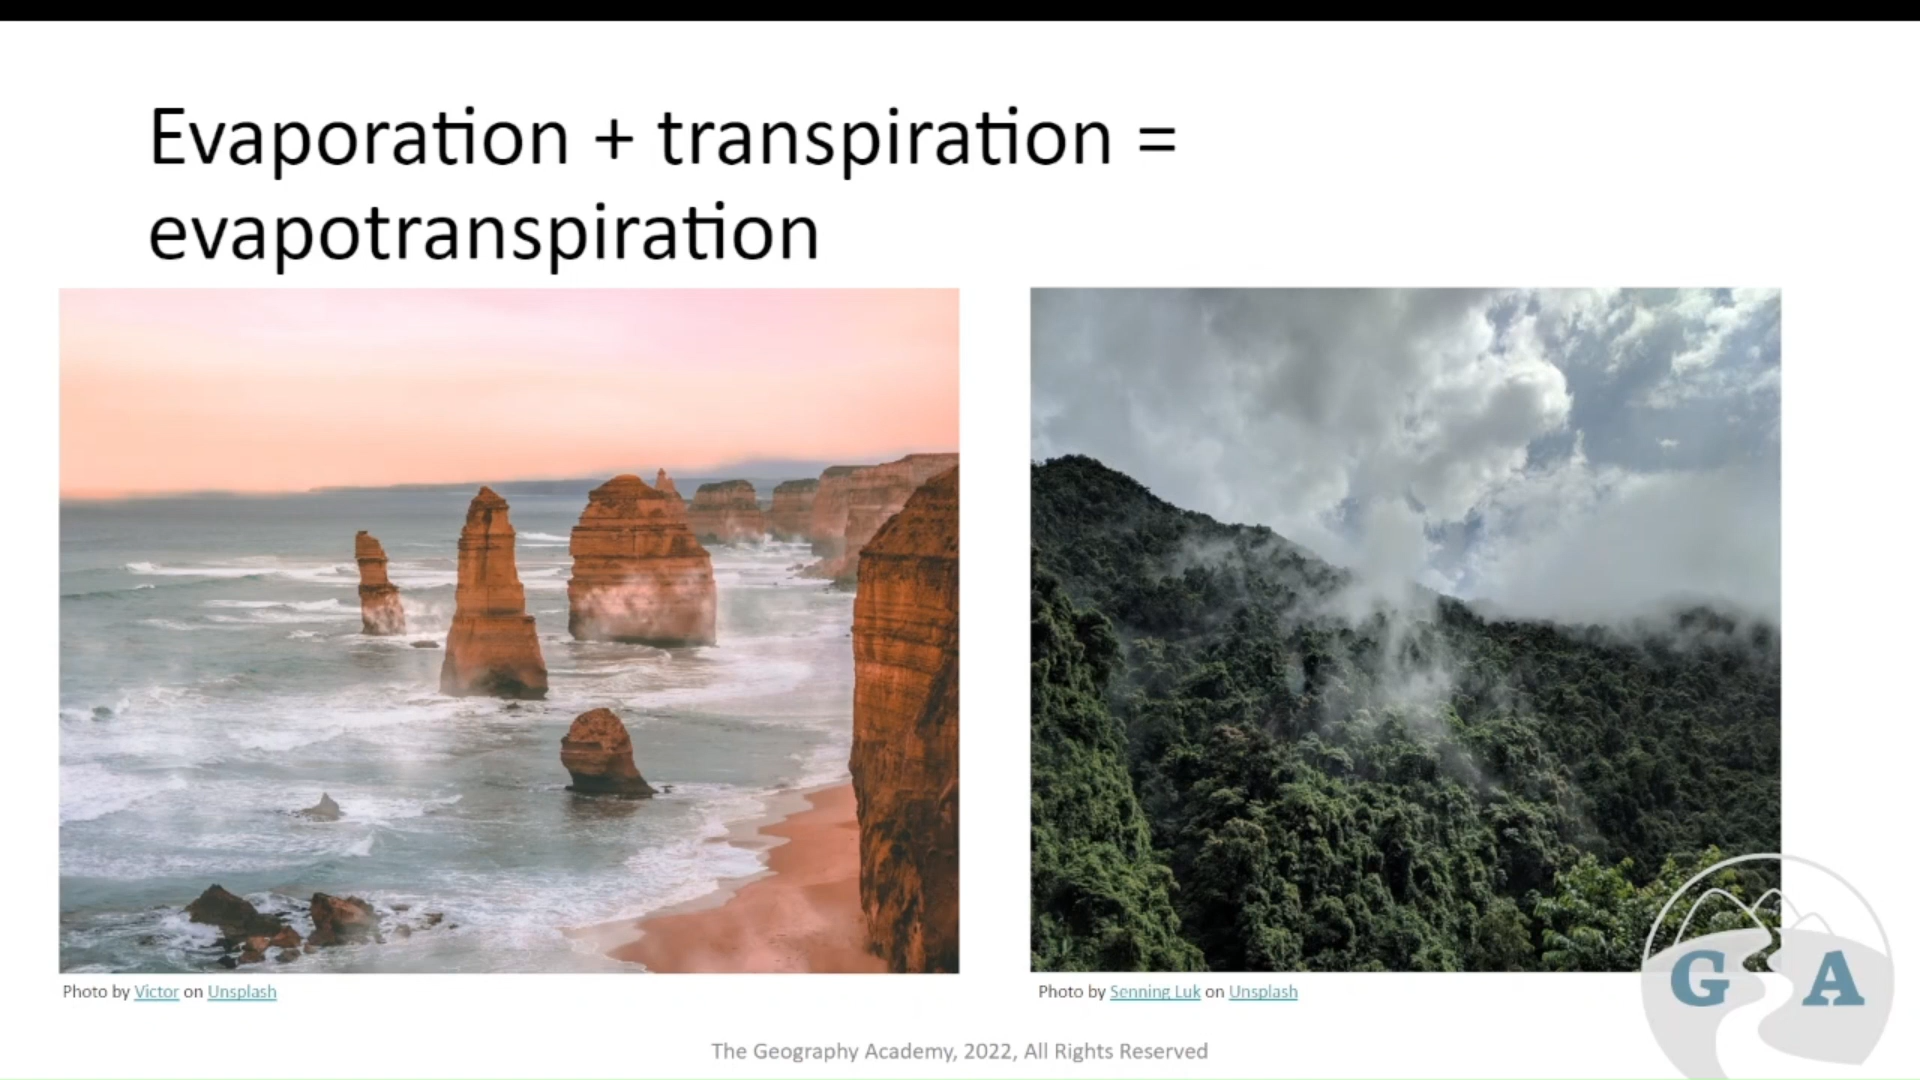 Evaporation + transpiration =
evapotranspiration
Photo by Victor on Unsplash
Photo by Senning Luk on Unsplash
G A
The Geography Academy, 2022, All Rights Reserved